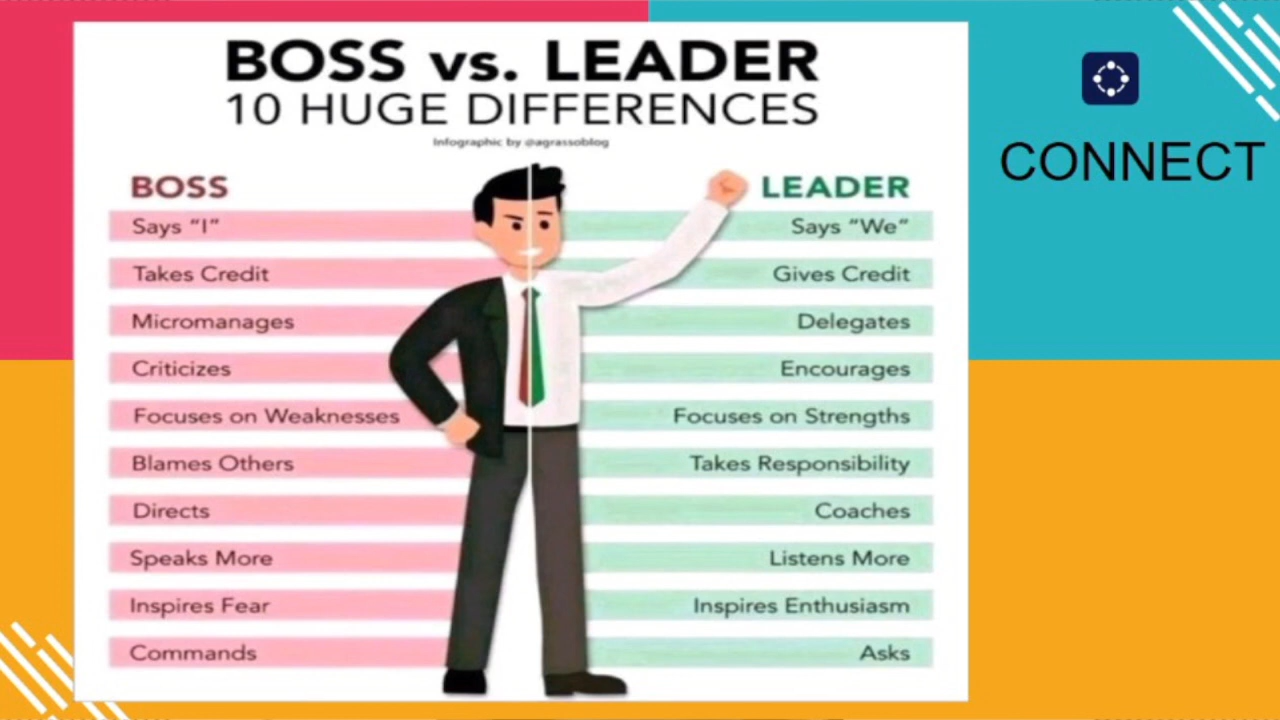 BOSS vs. LEADER
10 HUGE DIFFERENCES
Infographic by @agrassoblog
CONNECT
BOSS LEADER
Says “I” Says “We”
Takes Credit Gives Credit
Micromanages Delegates
Criticizes Encourages
Focuses on Weaknesses Focuses on Strengths
Blames Others Takes Responsibility
Directs Coaches
Speaks More Listens More
Inspires Fear Inspires Enthusiasm
Commands Asks